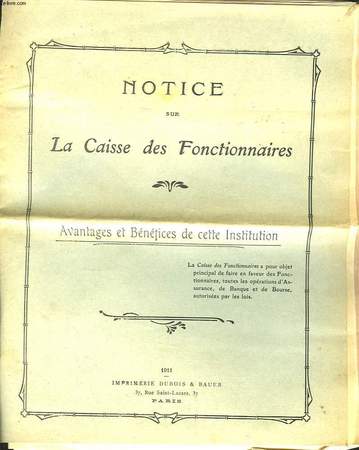 NOTICE
SUR
La Caisse des Fonctionnaires
Avantages et Bénéfices de cette Institution
La Caisse des Fonctionnaires a pour objet
principal de faire en faveur des Fonc-
tionnaires, toutes les opérations d'As-
surance, de Banque et de Bourse,
autorisées par les lois.
1911
IMPRIMERIE DUBOIS & BAUER
37, Rue Saint-Lazare, 37
PARIS